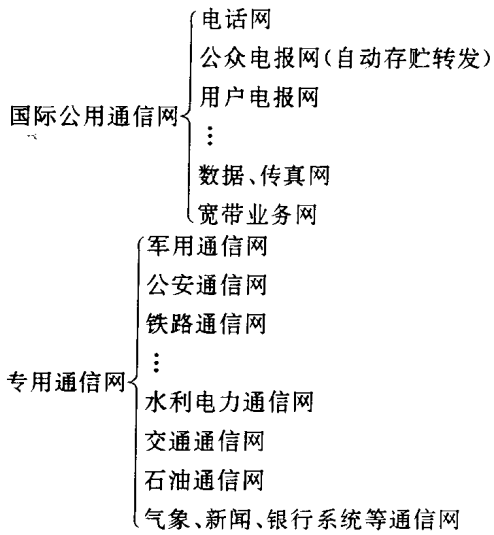 电话网
公众电报网(自动存贮转发)
用户电报网
国际公用通信网
⋮
数据、传真网
宽带业务网
军用通信网
公安通信网
铁路通信网
⋮
专用通信网
水利电力通信网
交通通信网
石油通信网
气象、新闻、银行系统等通信网